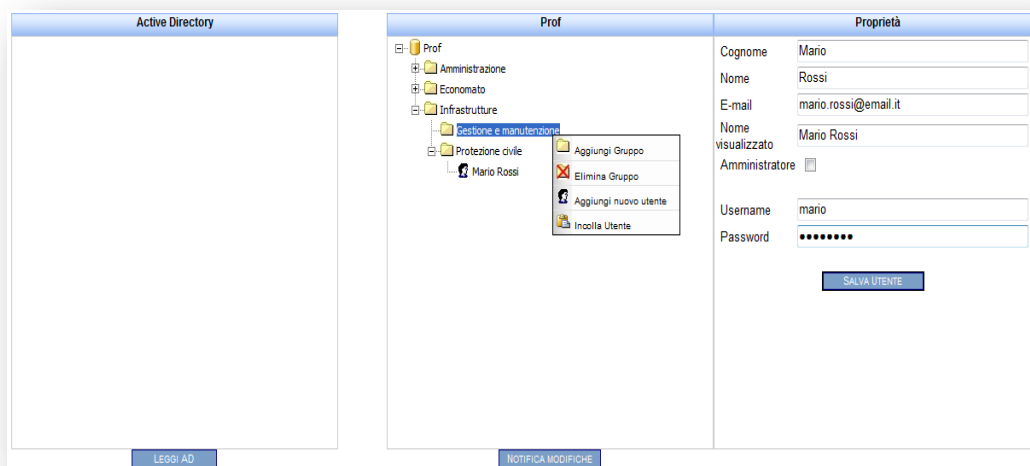 Active Directory
Prof
Proprietà
Prof
Amministrazione
Economato
Infrastrutture
Gestione e manutenzione
Protezione civile
Mario Rossi
Aggiungi Gruppo
Elimina Gruppo
Aggiungi nuovo utente
Incolla Utente
Cognome Mario
Nome Rossi
E-mail mario.rossi@email.it
Nome
visualizzato Mario Rossi
Amministratore
Username mario
Password ••••••••
SALVA UTENTE
LEGGI AD
NOTIFICA MODIFICHE